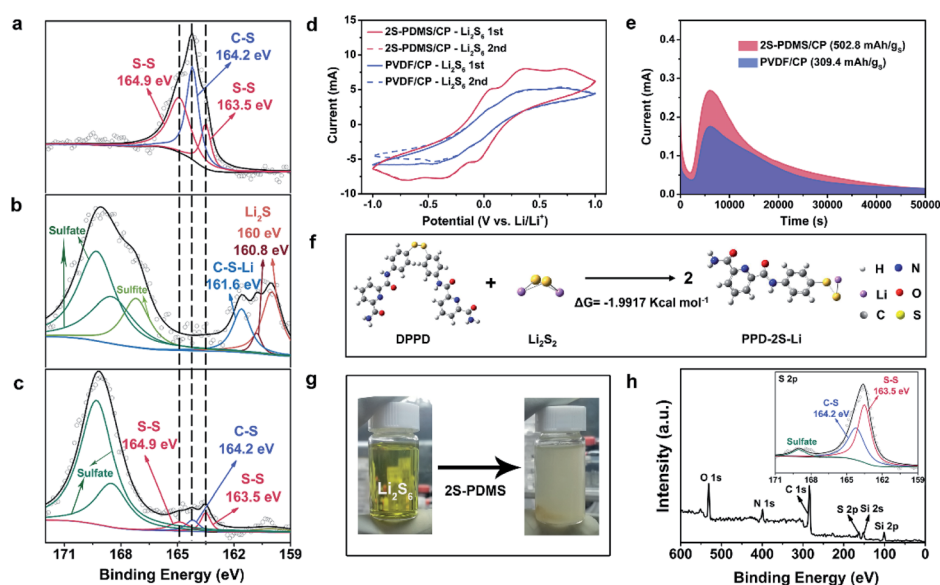 a
S-S
164.9 eV
C-S
164.2 eV
S-S
163.5 eV
b
Sulfate
Sulfite
C-S-Li
161.6 eV
Li₂S
160 eV
160.8 eV
c
S-S
164.9 eV
C-S
164.2 eV
S-S
163.5 eV
Sulfate
171 167 163 159
Binding Energy (eV)
d
2S-PDMS/CP - Li₂S₆ 1st
2S-PDMS/CP - Li₂S₆ 2nd
PVDF/CP - Li₂S₆ 1st
PVDF/CP - Li₂S₆ 2nd
Current (mA)
15
10
5
0
-5
-10
-1.0 -0.5 0.0 0.5 1.0
Potential (V vs. Li/Li⁺)
e
2S-PDMS/CP (502.8 mAh/gₛ)
PVDF/CP (309.4 mAh/gₛ)
Current (mA)
0.4
0.3
0.2
0.1
0.0
0 10000 20000 30000 40000 50000
Time (s)
f
DPPD
+
Li₂S₂
ΔG= -1.9917 Kcal mol⁻¹
2
PPD-2S-Li
H N
Li O
C S
g
Li₂S₆
2S-PDMS
h
S 2p
S-S
163.5 eV
C-S
164.2 eV
Sulfate
171 168 165 162 159
Binding Energy (eV)
Intensity (a.u.)
O 1s
N 1s
C 1s
S 2p
Si 2s
Si 2p
600 500 400 300 200 100 0
Binding Energy (eV)